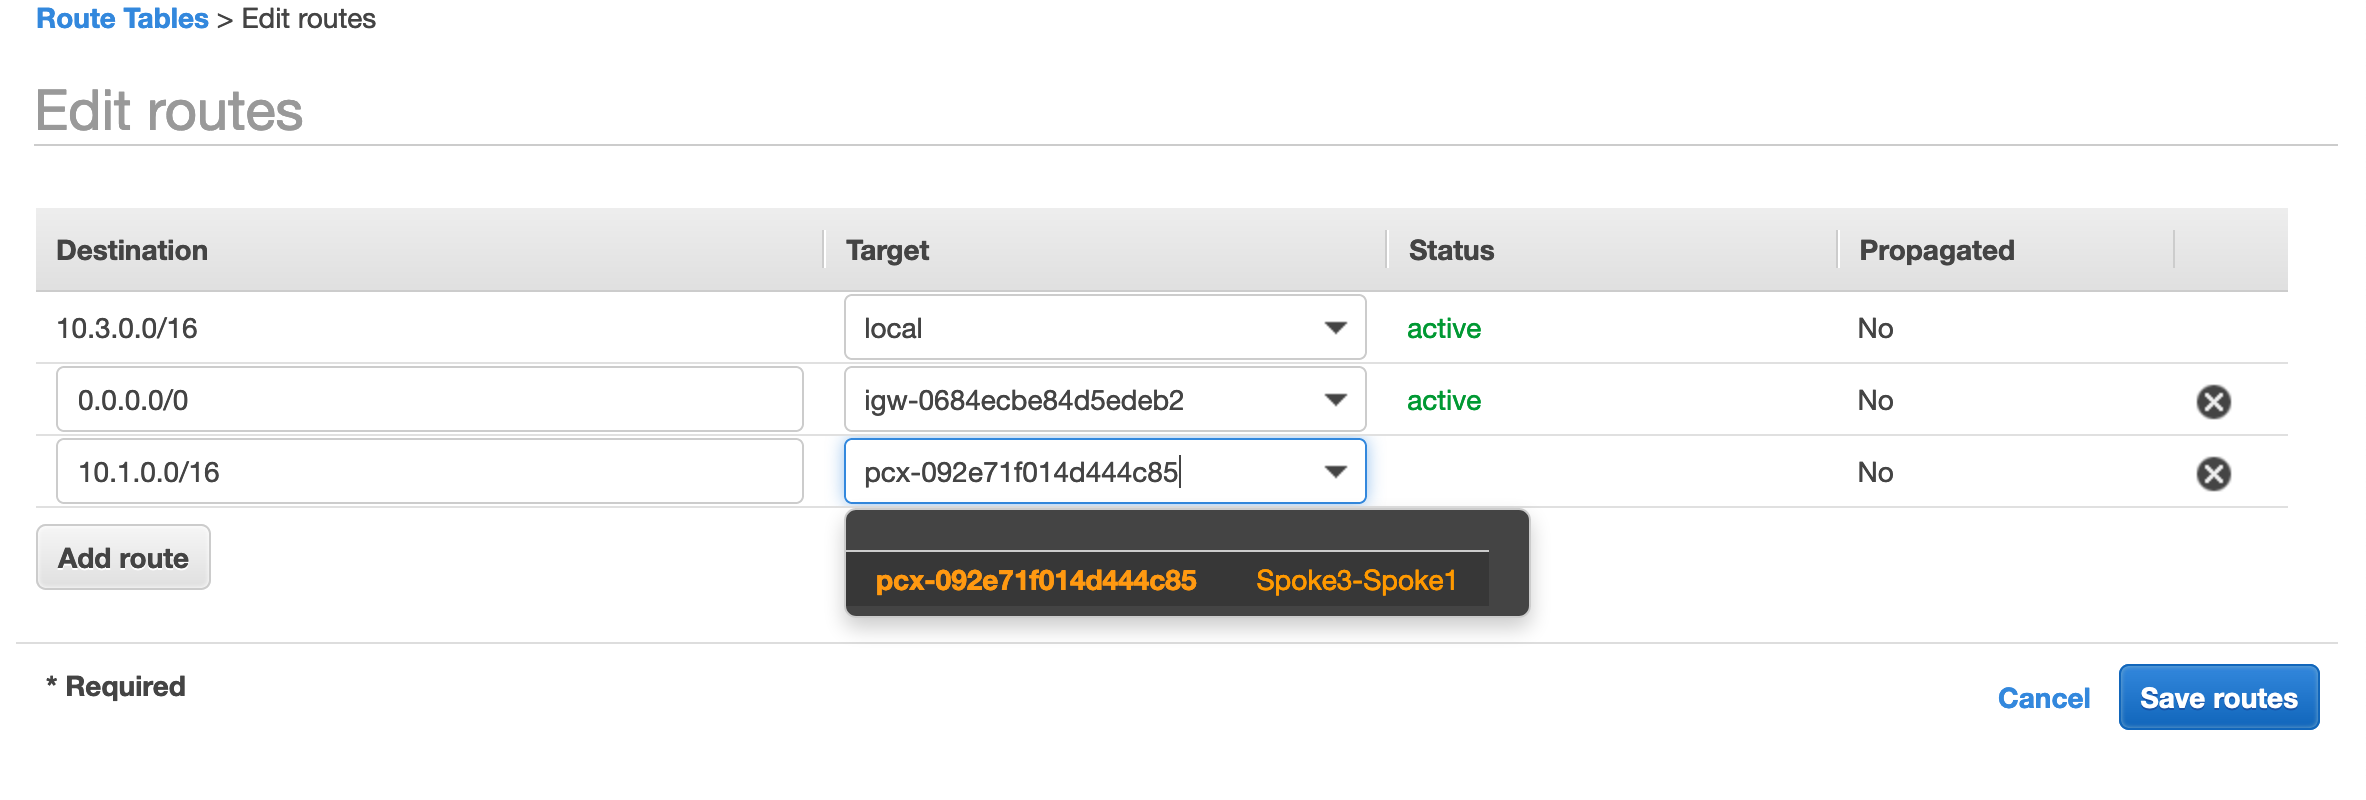 Route Tables > Edit routes
Edit routes
Destination Target Status Propagated
10.3.0.0/16 local active No
0.0.0.0/0 igw-0684ecbe84d5edeb2 active No
10.1.0.0/16 pcx-092e71f014d444c85 No
pcx-092e71f014d444c85 Spoke3-Spoke1
Add route
* Required
Cancel Save routes